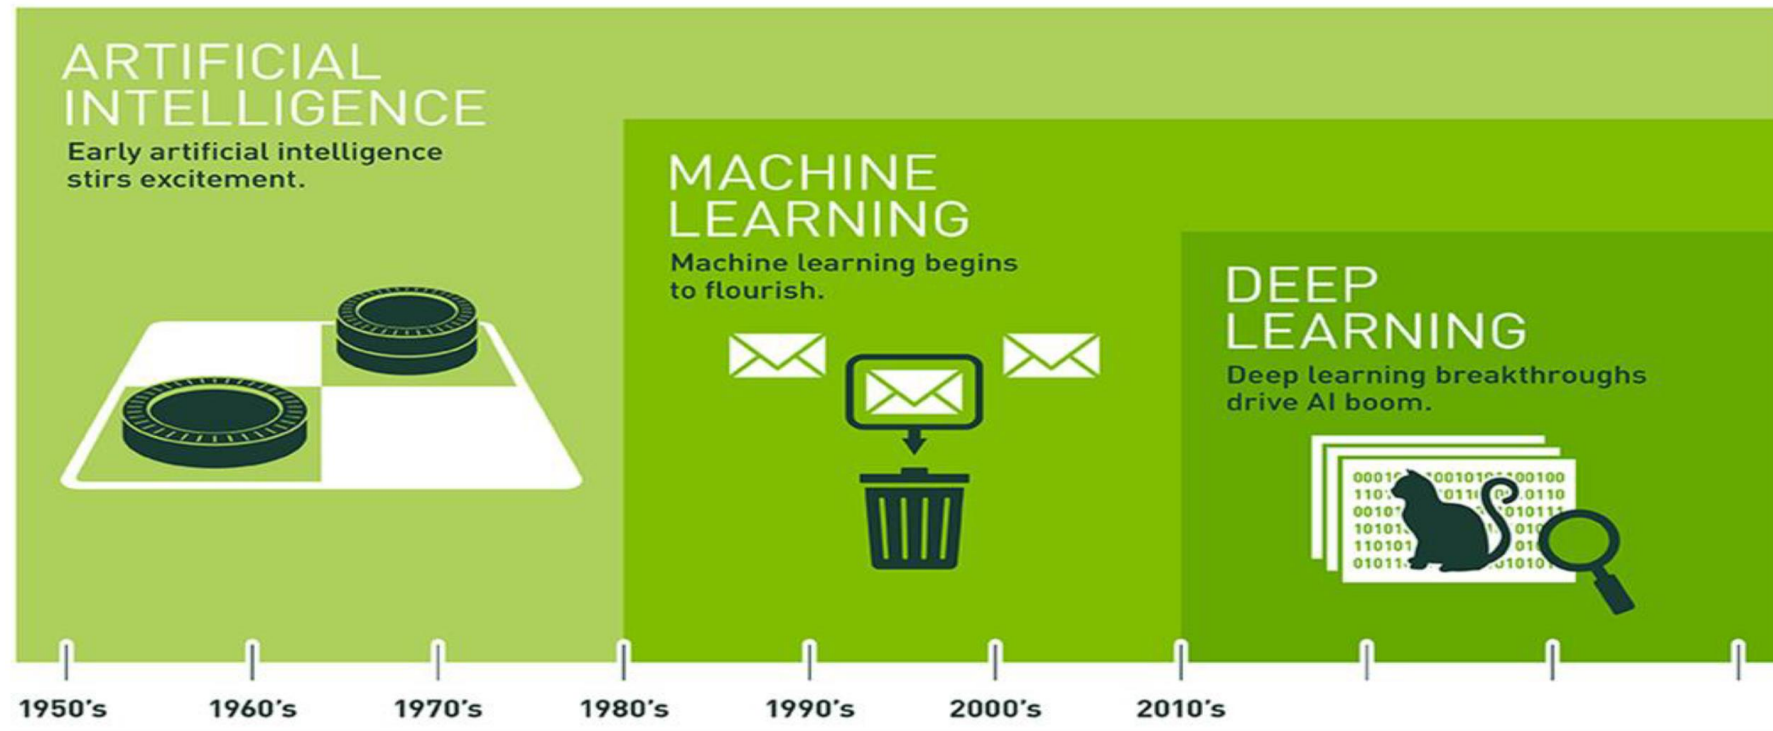 ARTIFICIAL
INTELLIGENCE
Early artificial intelligence
stirs excitement.
MACHINE
LEARNING
Machine learning begins
to flourish.
DEEP
LEARNING
Deep learning breakthroughs
drive AI boom.
1950's 1960's 1970's 1980's 1990's 2000's 2010's